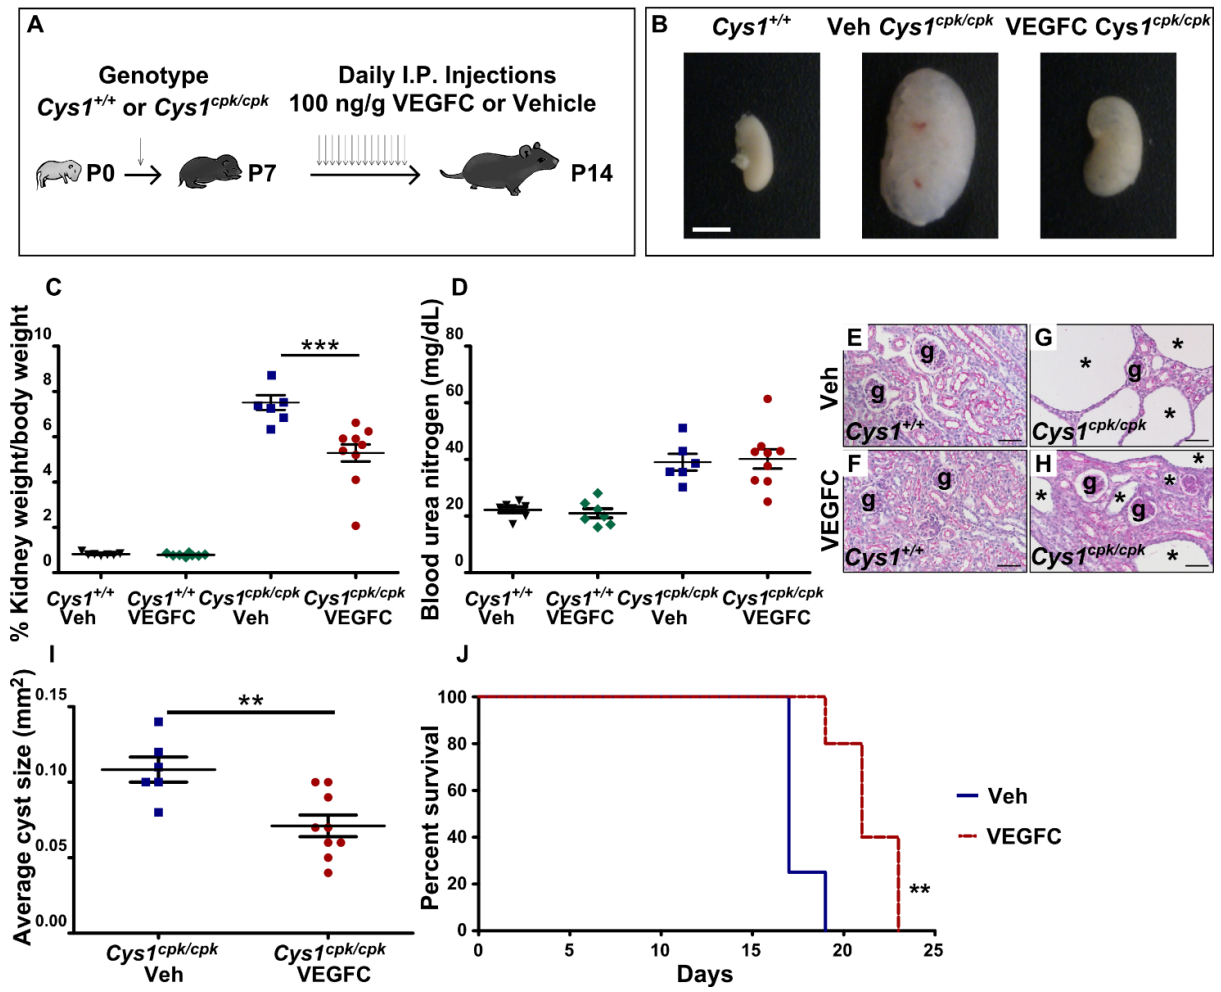 A
Genotype
Cys1+/+ or Cys1cpk/cpk
P0
P7
Daily I.P. Injections
100 ng/g VEGFC or Vehicle
P14
B
Cys1+/+
Veh Cys1cpk/cpk
VEGFC Cys1cpk/cpk
C
% Kidney weight/body weight
10
8
6
4
2
0
***
Cys1+/+
Veh
Cys1+/+
VEGFC
Cys1cpk/cpk
Veh
Cys1cpk/cpk
VEGFC
D
Blood urea nitrogen (mg/dL)
80
60
40
20
0
Cys1+/+
Veh
Cys1+/+
VEGFC
Cys1cpk/cpk
Veh
Cys1cpk/cpk
VEGFC
Veh
VEGFC
E
g
g
Cys1+/+
G
*
*
g
*
Cys1cpk/cpk
F
g
g
Cys1+/+
H
*
g
*
*
*
g
*
Cys1cpk/cpk
I
Average cyst size (mm2)
0.15
0.10
0.05
0.00
**
Cys1cpk/cpk
Veh
Cys1cpk/cpk
VEGFC
J
Percent survival
100
80
60
40
20
0
0
5
10
15
20
25
Days
**
Veh
VEGFC